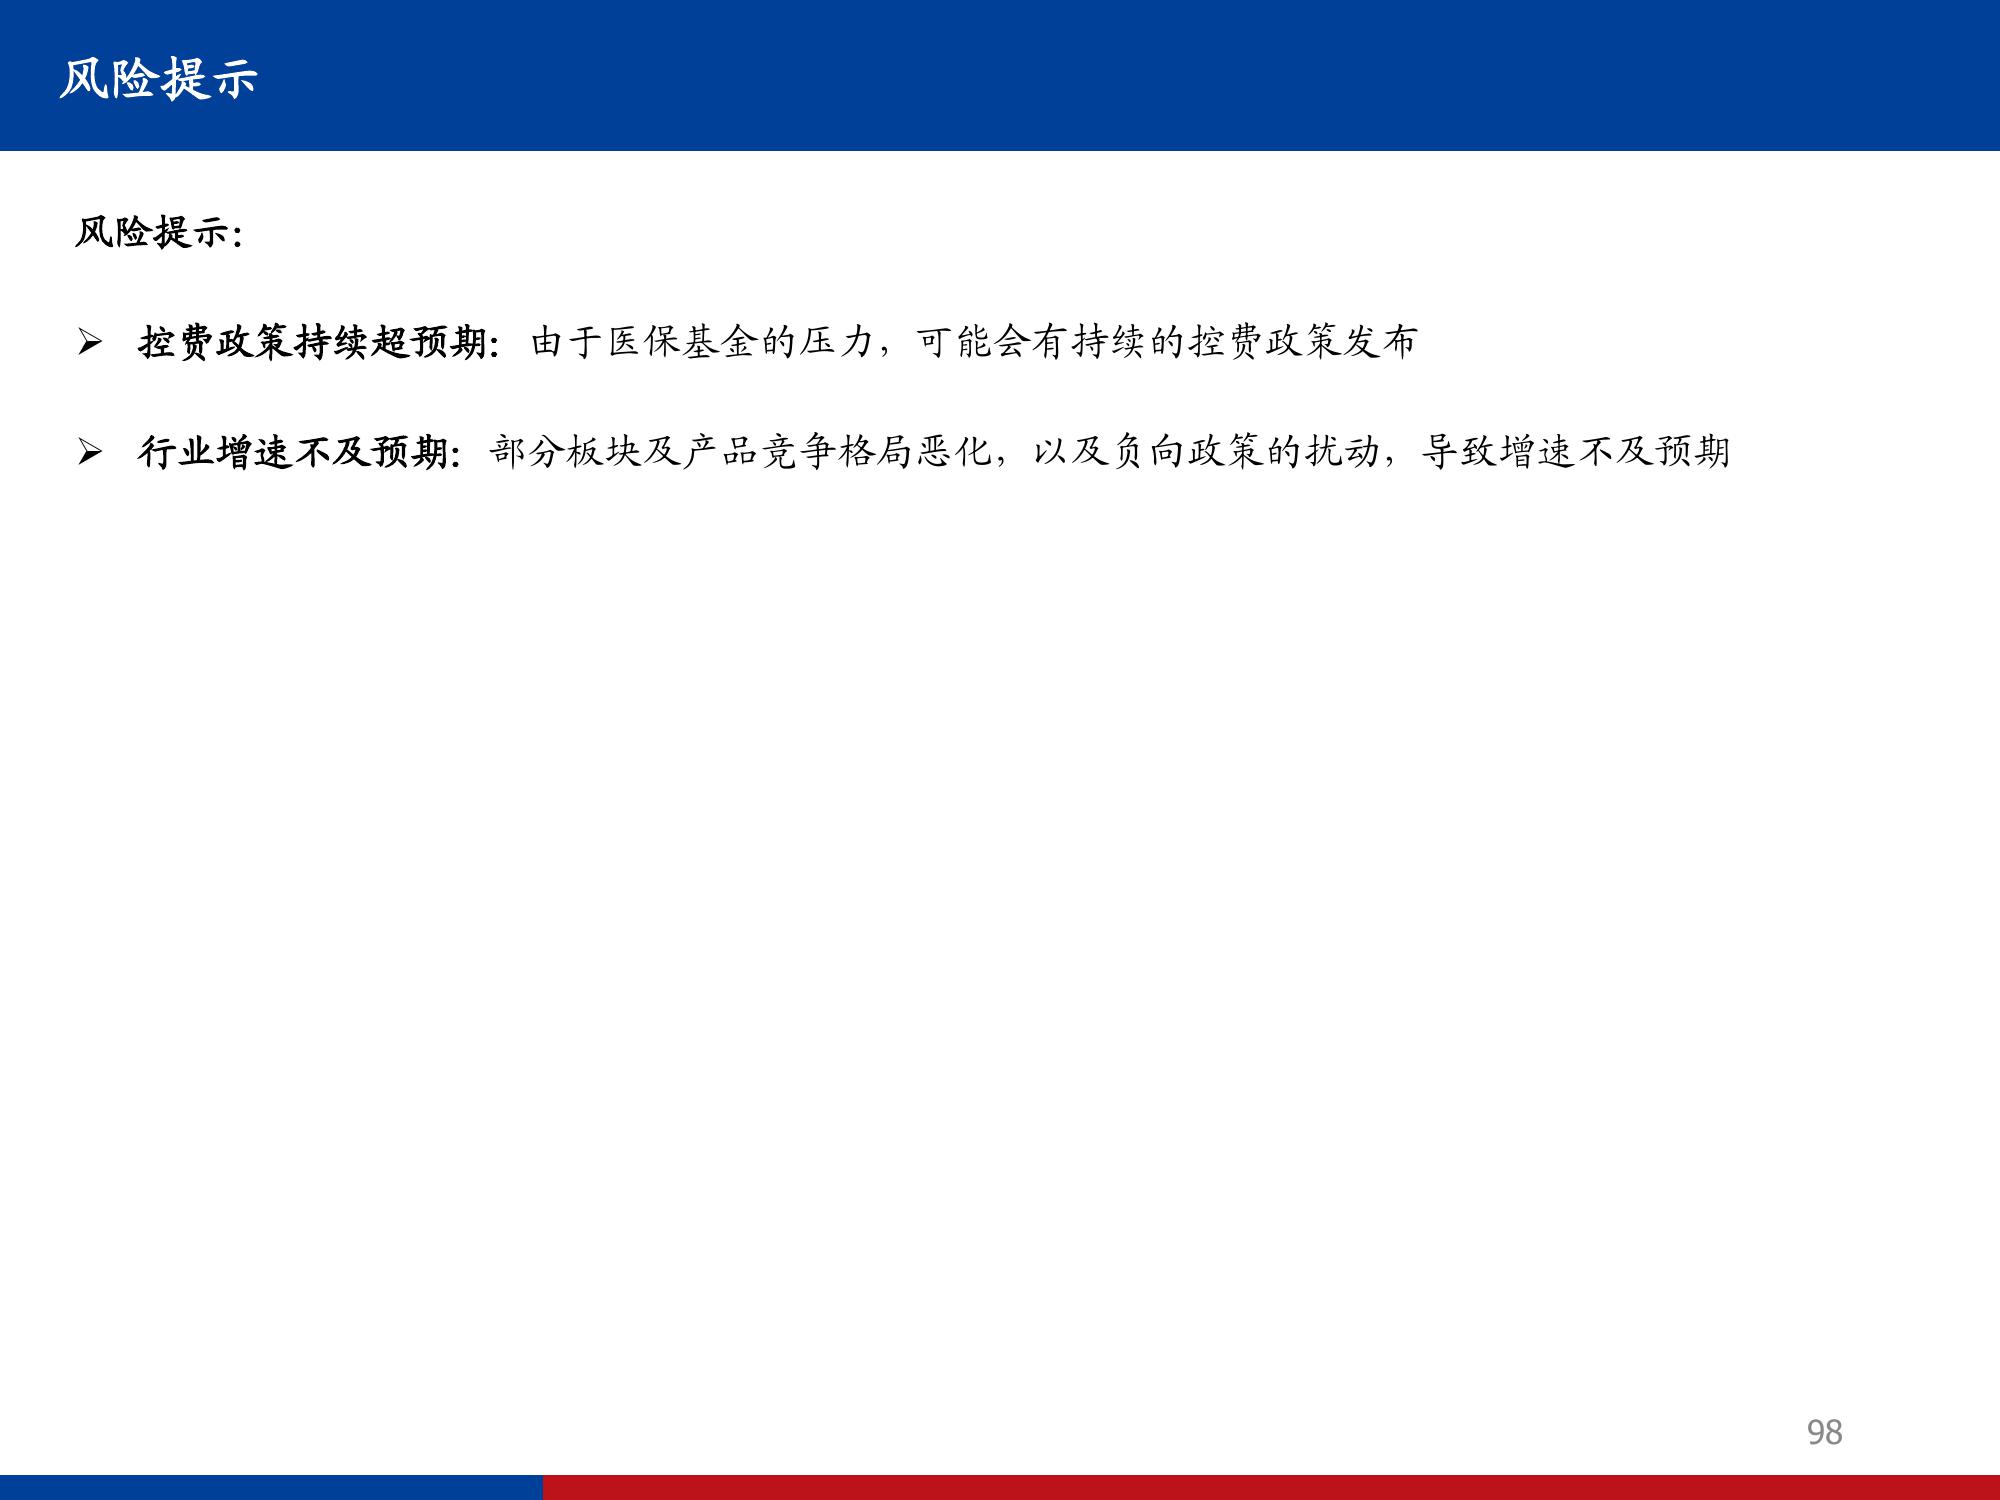 风险提示
风险提示：
➢ 控费政策持续超预期：由于医保基金的压力，可能会有持续的控费政策发布
➢ 行业增速不及预期：部分板块及产品竞争格局恶化，以及负向政策的扰动，导致增速不及预期
98